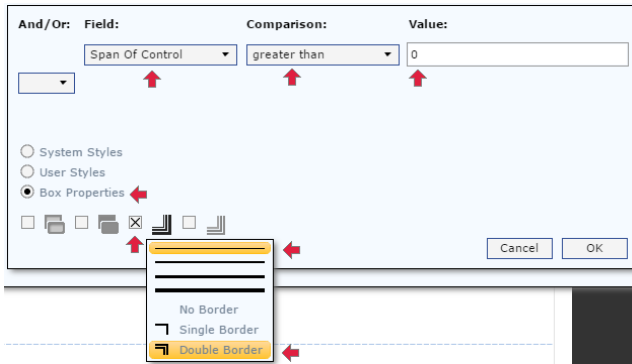 And/Or: Field: Comparison: Value:
Span Of Control greater than 0
System Styles
User Styles
Box Properties
Cancel OK
No Border
Single Border
Double Border